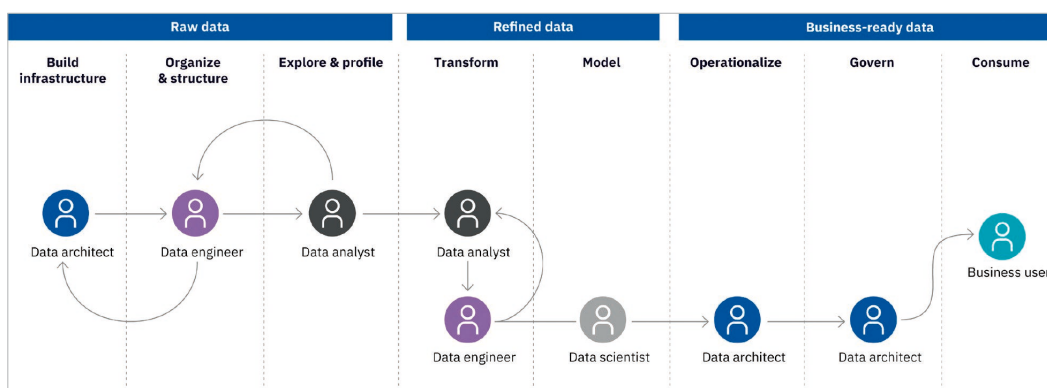 Raw data
Refined data
Business-ready data
Build
infrastructure
Organize
& structure
Explore & profile
Transform
Model
Operationalize
Govern
Consume
Data architect
Data engineer
Data analyst
Data analyst
Business user
Data engineer
Data scientist
Data architect
Data architect